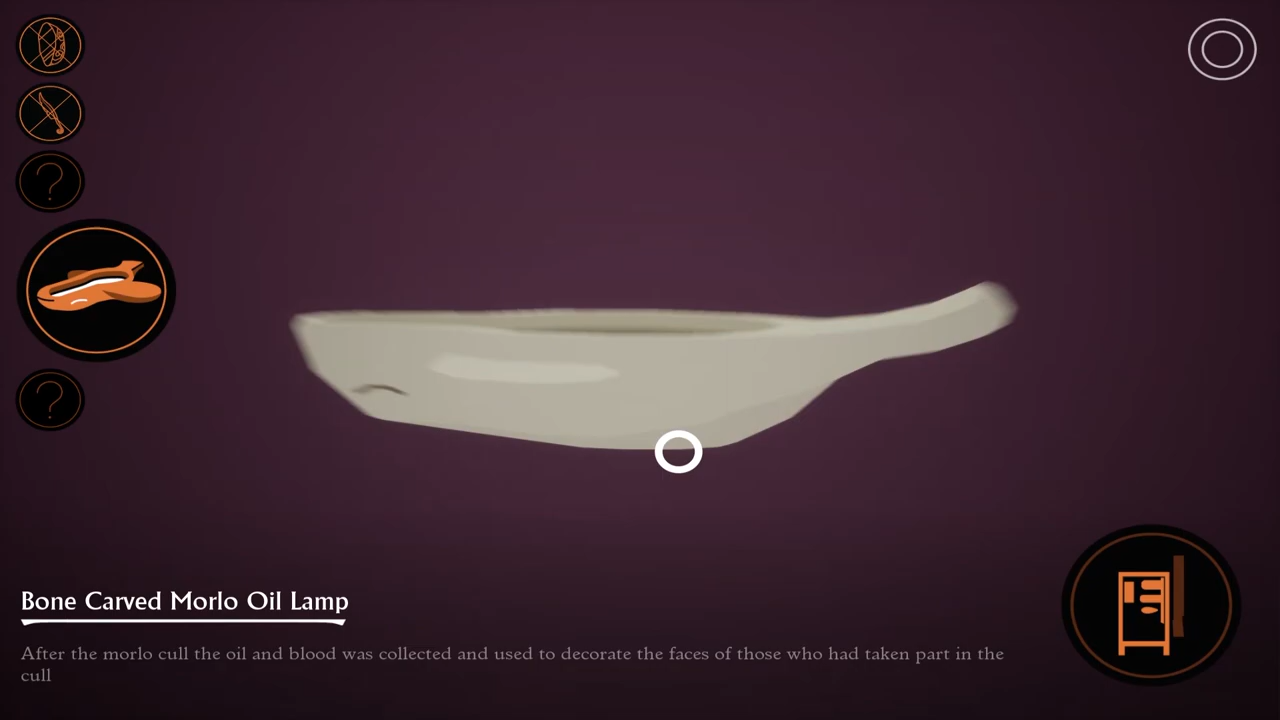 ?
?
Bone Carved Morlo Oil Lamp
After the morlo cull the oil and blood was collected and used to decorate the faces of those who had taken part in the
cull